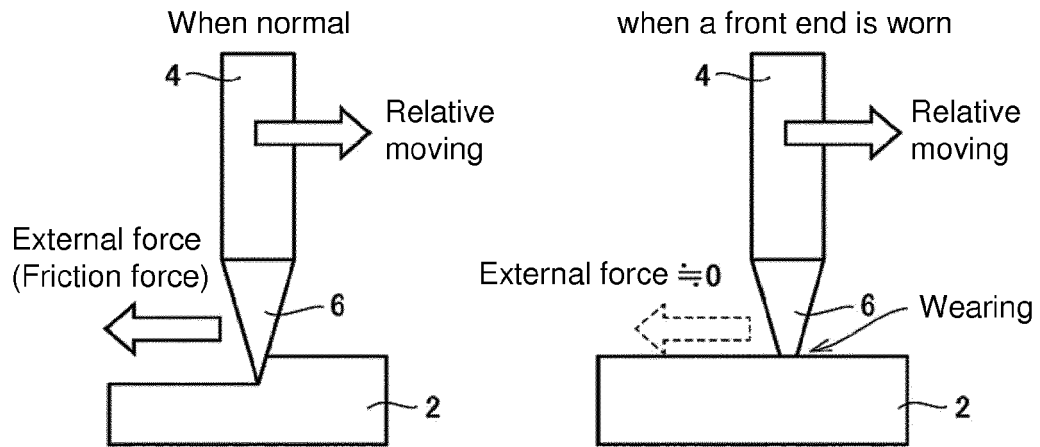 When normal
4
Relative
moving
External force
(Friction force)
6
2
when a front end is worn
4
Relative
moving
External force ≒0
6
Wearing
2